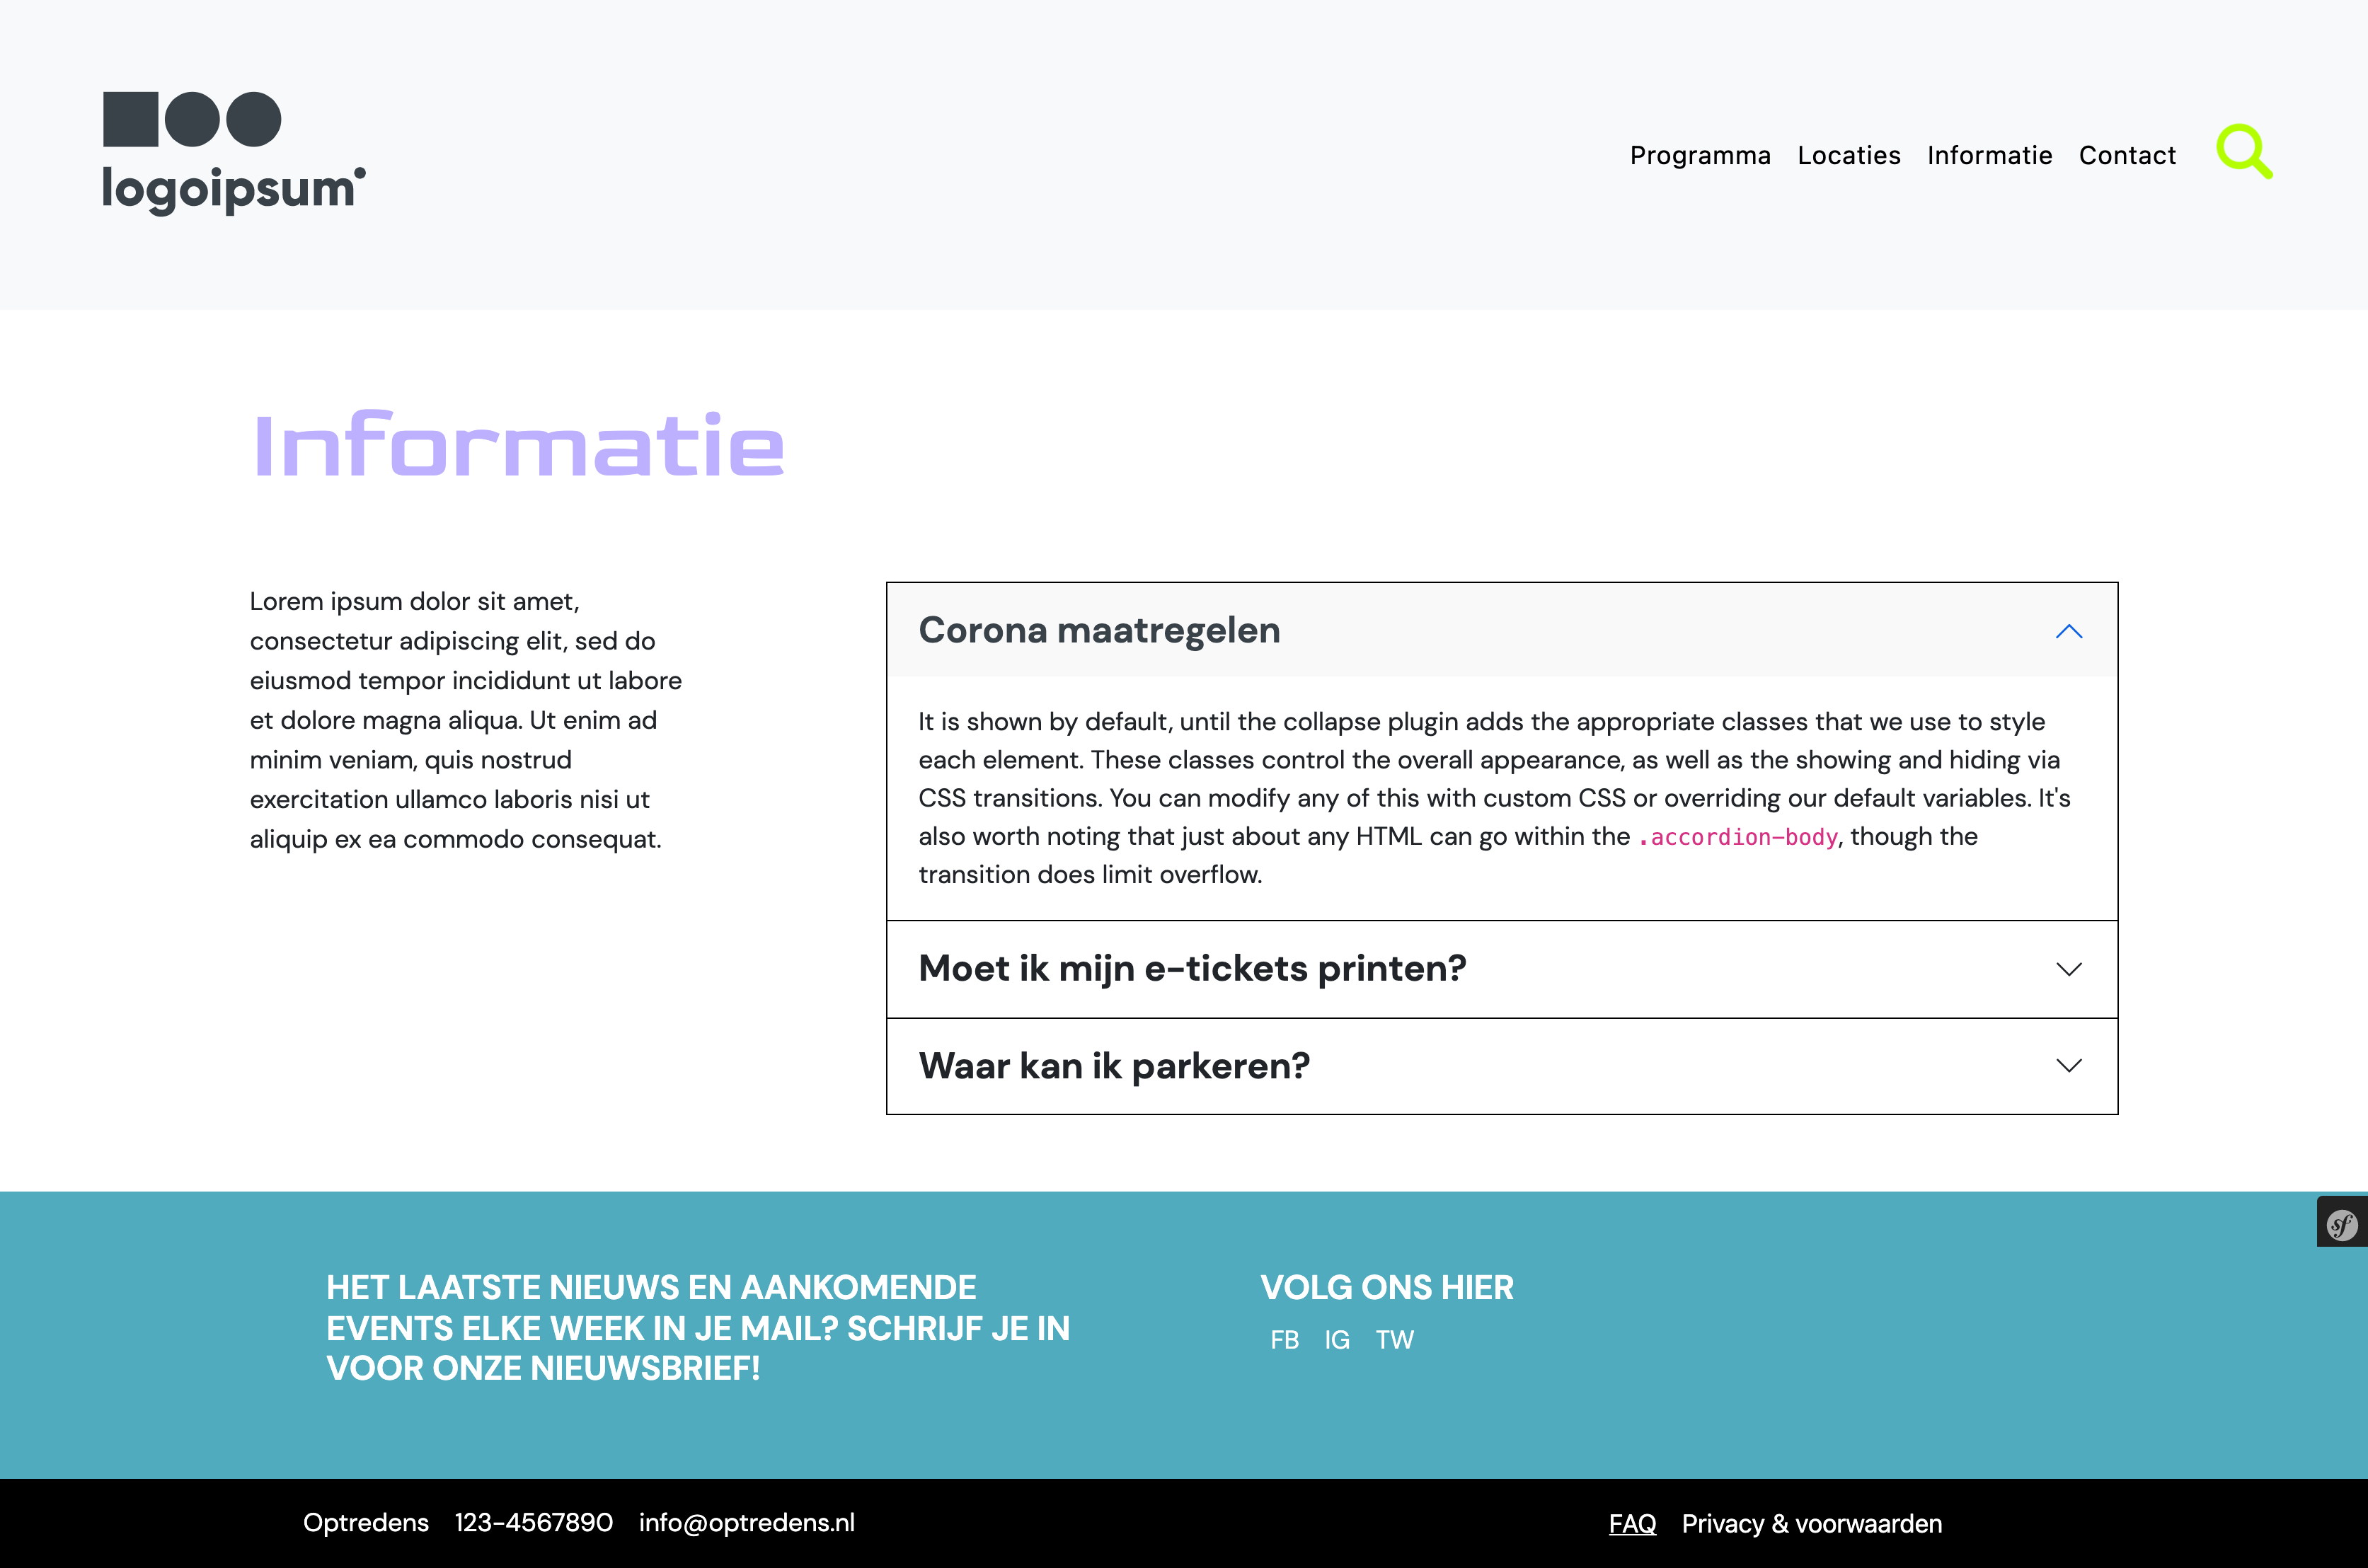 logoipsum
Programma Locaties Informatie Contact
Informatie
Lorem ipsum dolor sit amet,
consectetur adipiscing elit, sed do
eiusmod tempor incididunt ut labore
et dolore magna aliqua. Ut enim ad
minim veniam, quis nostrud
exercitation ullamco laboris nisi ut
aliquip ex ea commodo consequat.
Corona maatregelen
It is shown by default, until the collapse plugin adds the appropriate classes that we use to style
each element. These classes control the overall appearance, as well as the showing and hiding via
CSS transitions. You can modify any of this with custom CSS or overriding our default variables. It's
also worth noting that just about any HTML can go within the .accordion-body, though the
transition does limit overflow.
Moet ik mijn e-tickets printen?
Waar kan ik parkeren?
sf
HET LAATSTE NIEUWS EN AANKOMENDE
EVENTS ELKE WEEK IN JE MAIL? SCHRIJF JE IN
VOOR ONZE NIEUWSBRIEF!
VOLG ONS HIER
FB IG TW
Optredens 123-4567890 info@optredens.nl
FAQ Privacy & voorwaarden